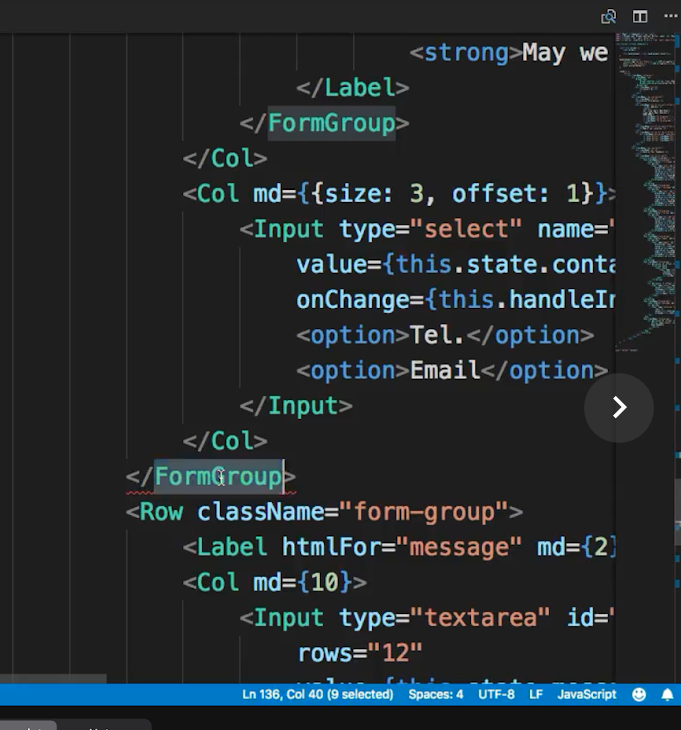 <strong>May we
</Label>
</FormGroup>
</Col>
<Col md={{size: 3, offset: 1}}>
<Input type="select" name="
value={this.state.conta
onChange={this.handleIn
<option>Tel.</option>
<option>Email</option>
</Input>
</Col>
</FormGroup>
<Row className="form-group">
<Label htmlFor="message" md={2}
<Col md={10}>
<Input type="textarea" id="
rows="12"
Ln 136, Col 40 (9 selected) Spaces: 4 UTF-8 LF JavaScript